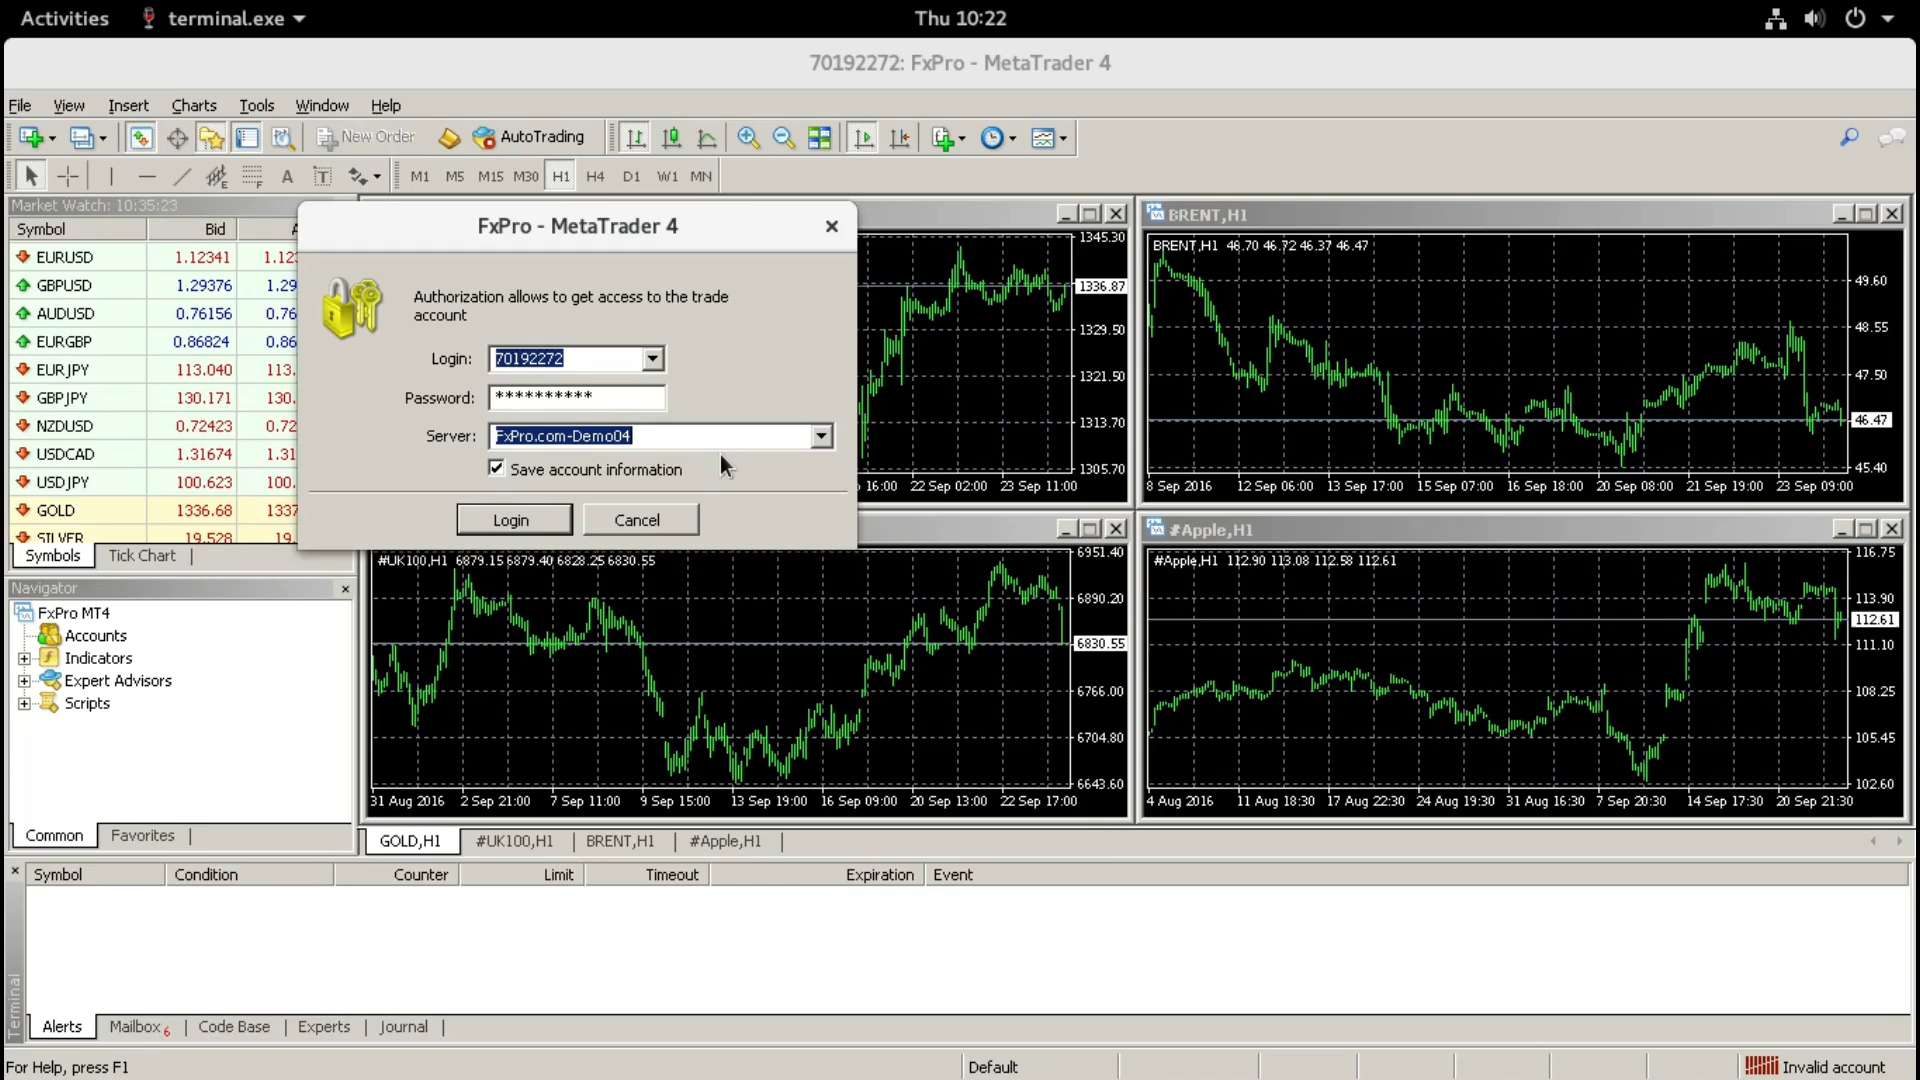 Activities
terminal.exe
Thu 10:22
70192272: FxPro - MetaTrader 4
File View Insert Charts Tools Window Help
New Order
AutoTrading
M1 M5 M15 M30 H1 H4 D1 W1 MN
Market Watch: 10:35:23
Symbol Bid
EURUSD 1.12341
GBPUSD 1.29376
AUDUSD 0.76156
EURGBP 0.86824
EURJPY 113.040
GBPJPY 130.171
NZDUSD 0.72423
USDCAD 1.31674
USDJPY 100.623
GOLD 1336.68
SILVER 19.528
Symbols Tick Chart
FxPro - MetaTrader 4
Authorization allows to get access to the trade
account
Login: 70192272
Password: **********
Server: FxPro.com-Demo04
Save account information
Login Cancel
1345.30
1336.87
1329.50
1321.50
1313.70
1305.70
16:00 22 Sep 02:00 23 Sep 11:00
BRENT,H1
BRENT,H1 46.70 46.72 46.37 46.47
49.60
48.55
47.50
46.47
45.40
8 Sep 2016 12 Sep 06:00 13 Sep 17:00 15 Sep 07:00 16 Sep 18:00 20 Sep 08:00 21 Sep 19:00 23 Sep 09:00
#UK100,H1 6879.15 6879.40 6828.25 6830.55
6951.40
6890.20
6830.55
6766.00
6704.80
6643.60
31 Aug 2016 2 Sep 21:00 7 Sep 11:00 9 Sep 15:00 13 Sep 19:00 16 Sep 09:00 20 Sep 13:00 22 Sep 17:00
#Apple,H1
#Apple,H1 112.90 113.08 112.58 112.61
116.75
113.90
112.61
111.10
108.25
105.45
102.60
4 Aug 2016 11 Aug 18:30 17 Aug 22:30 24 Aug 19:30 31 Aug 16:30 7 Sep 20:30 14 Sep 17:30 20 Sep 21:30
Navigator
FxPro MT4
Accounts
Indicators
Expert Advisors
Scripts
Common Favorites
GOLD,H1 #UK100,H1 BRENT,H1 #Apple,H1
Symbol Condition Counter Limit Timeout Expiration Event
Terminal
Alerts Mailbox 6 Code Base Experts Journal
For Help, press F1
Default
Invalid account